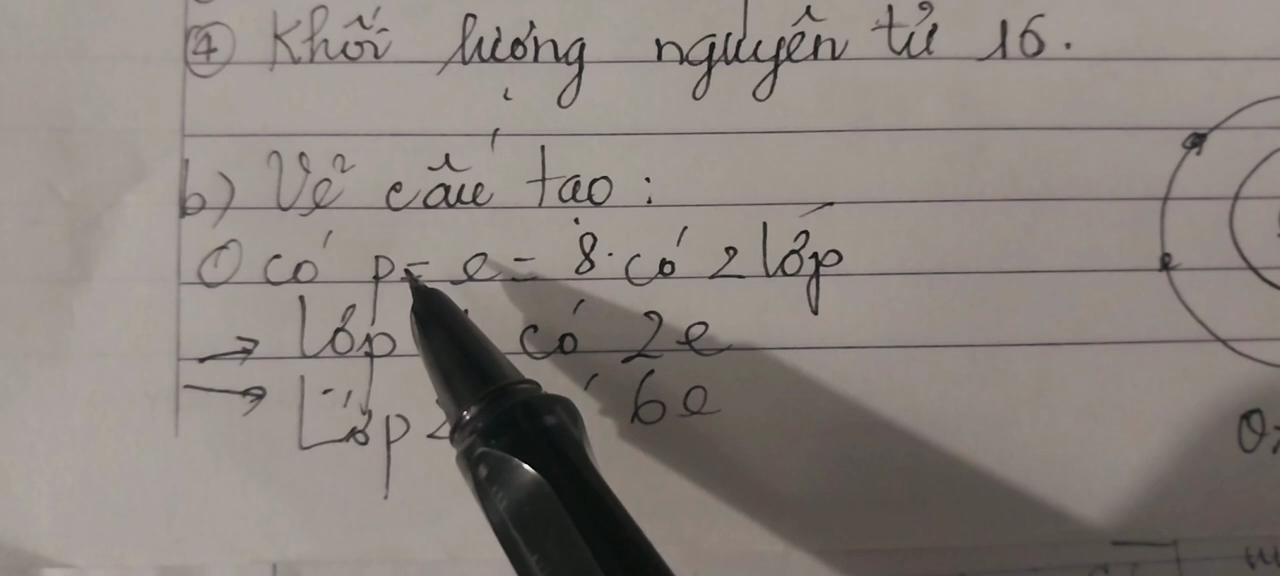 ④ Khối lượng nguyên tử 16.
b) Vẽ cấu tạo:
O có p = e = 8. có 2 lớp
→ lớp có 2e
→ Lớp 2 6e